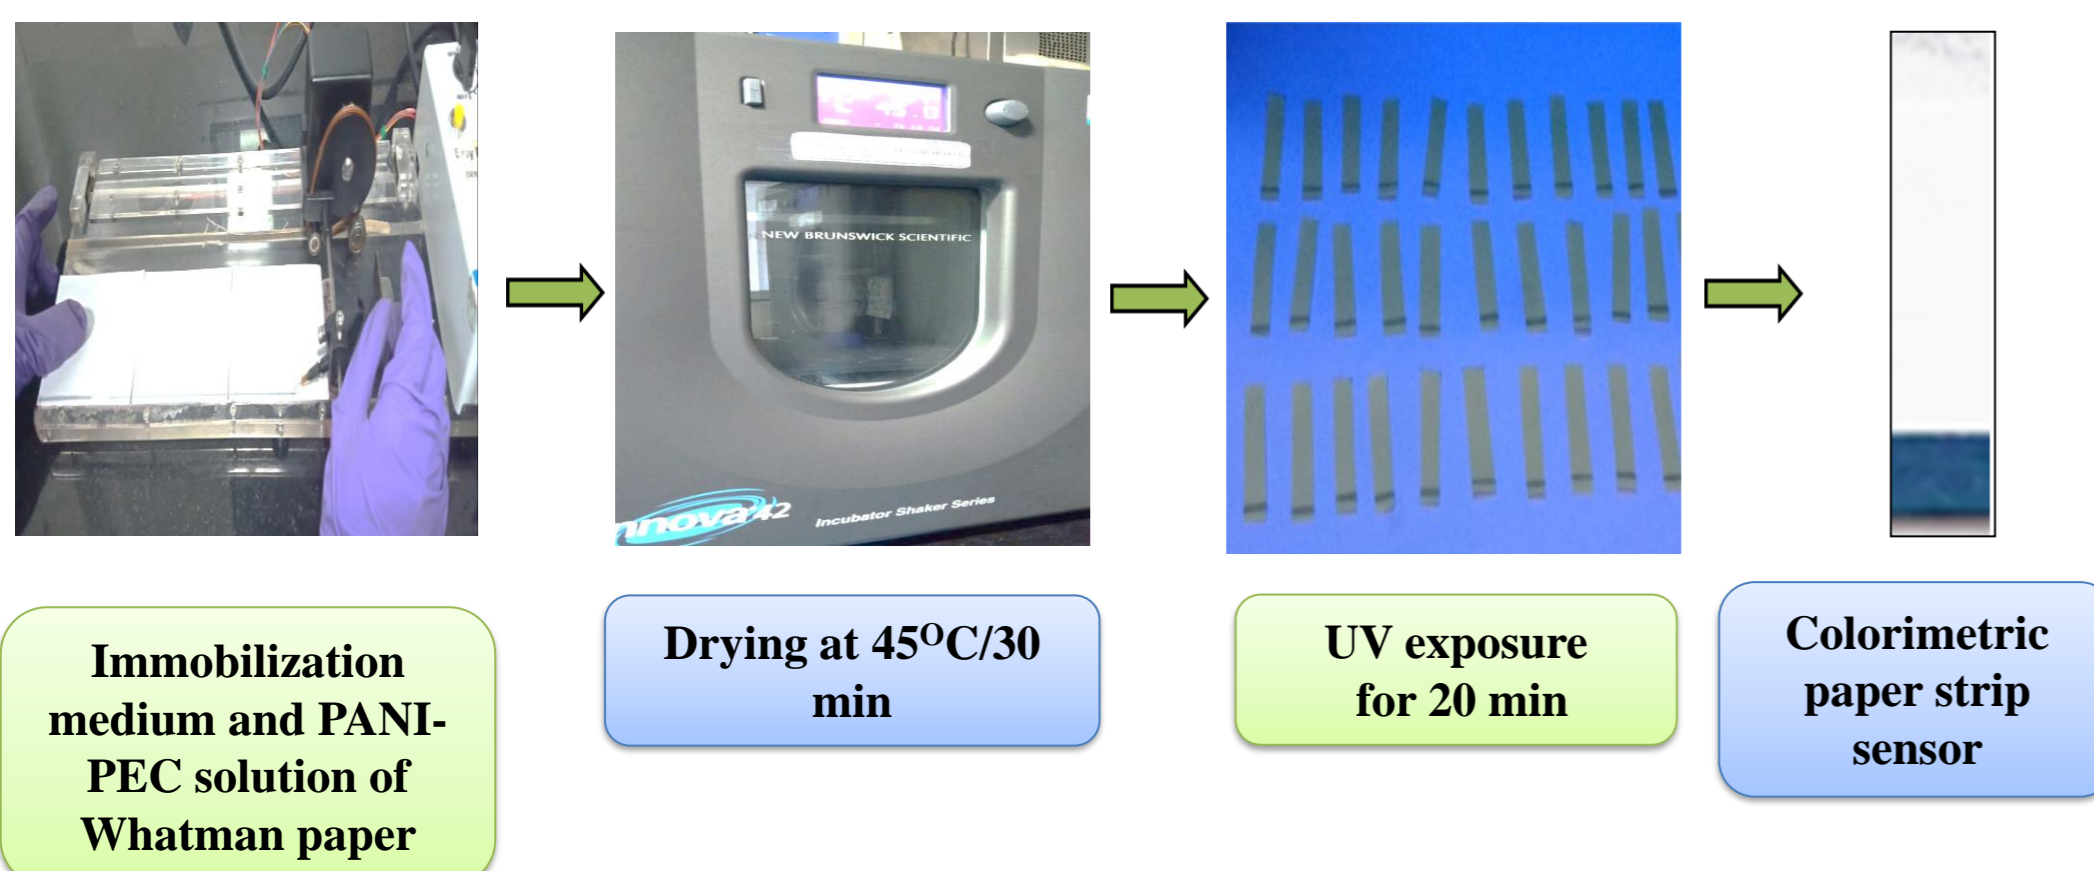 NEW BRUNSWICK SCIENTIFIC
nnova 42
Incubator Shaker Series
Immobilization
medium and PANI-
PEC solution of
Whatman paper
Drying at 45ᴼC/30
min
UV exposure
for 20 min
Colorimetric
paper strip
sensor